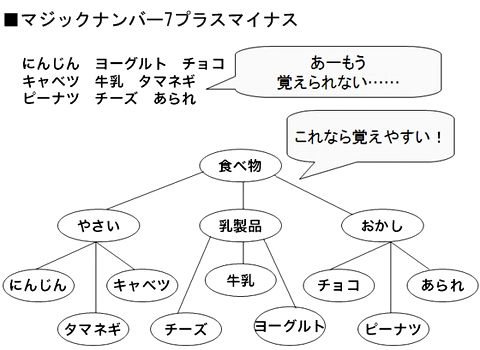 ■マジックナンバー7プラスマイナス
にんじん　ヨーグルト　チョコ
キャベツ　牛乳　タマネギ
ピーナツ　チーズ　あられ
あーもう
覚えられない……
これなら覚えやすい！
食べ物
やさい　乳製品　おかし
にんじん　キャベツ　牛乳　チョコ　あられ
タマネギ　チーズ　ヨーグルト　ピーナツ